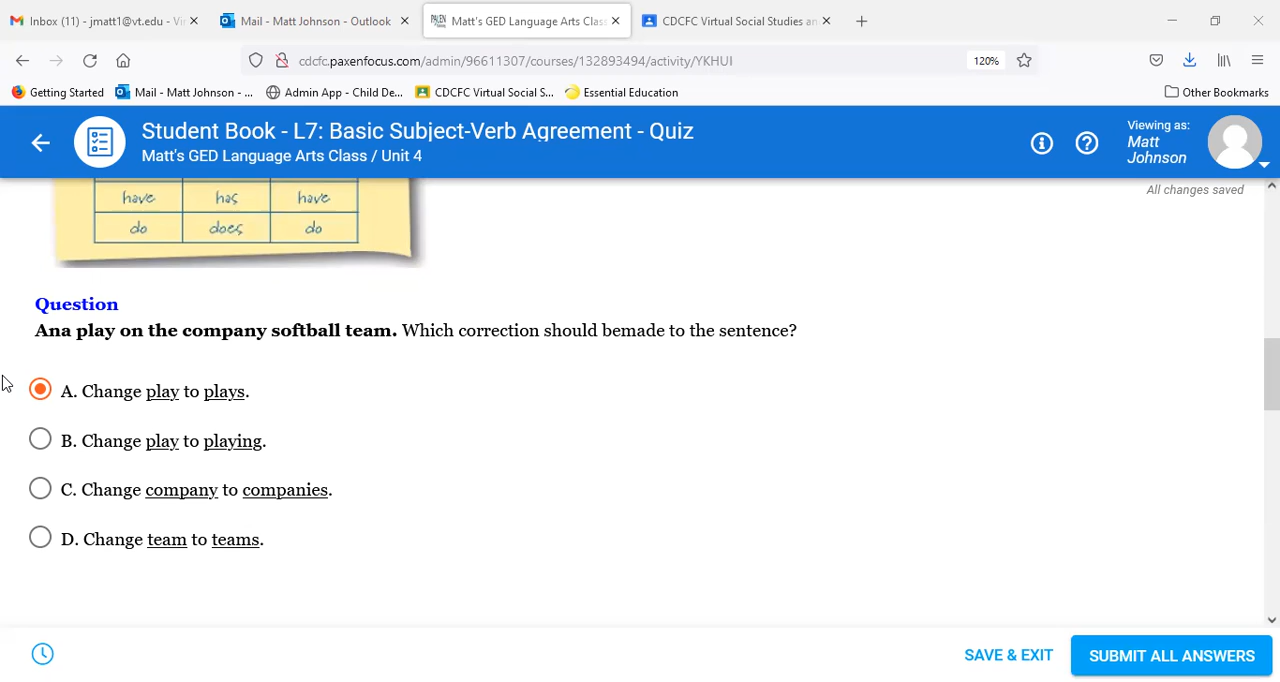 Inbox (11) - jmatt1@vt.edu - Vir
Mail - Matt Johnson - Outlook
PAXEN Matt's GED Language Arts Clas
CDCFC Virtual Social Studies an
cdcfc.paxenfocus.com/admin/96611307/courses/132893494/activity/YKHUI
120%
Getting Started
Mail - Matt Johnson - ...
Admin App - Child De...
CDCFC Virtual Social S...
Essential Education
Other Bookmarks
Student Book - L7: Basic Subject-Verb Agreement - Quiz
Matt's GED Language Arts Class / Unit 4
Viewing as:
Matt
Johnson
All changes saved
have has have
do does do
Question
Ana play on the company softball team. Which correction should bemade to the sentence?
A. Change play to plays.
B. Change play to playing.
C. Change company to companies.
D. Change team to teams.
SAVE & EXIT
SUBMIT ALL ANSWERS